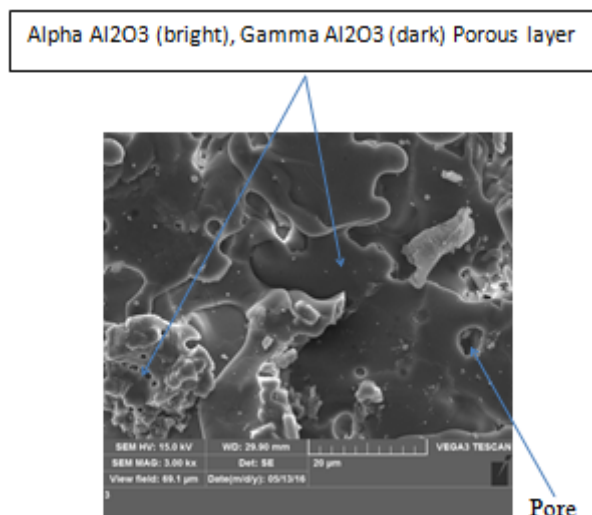 Alpha Al2O3 (bright), Gamma Al2O3 (dark) Porous layer
SEM HV: 15.0 kV WD: 29.90 mm VEGA3 TESCAN
SEM MAG: 3.00 kx Det: SE 20 µm
View field: 69.1 µm Date(m/d/y): 05/13/16
3
Pore